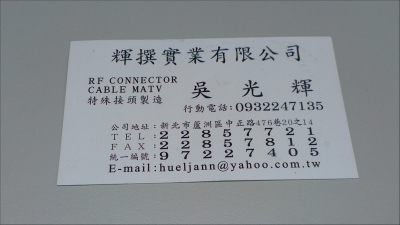 輝撰實業有限公司
RF CONNECTOR
CABLE MATV
特殊接頭製造
吳光輝
行動電話:0932247135
公司地址:新北市蘆洲區中正路476巷20之14
TEL:22857721
FAX:22857812
統一編號:97227405
E-mail:hueljann@yahoo.com.tw